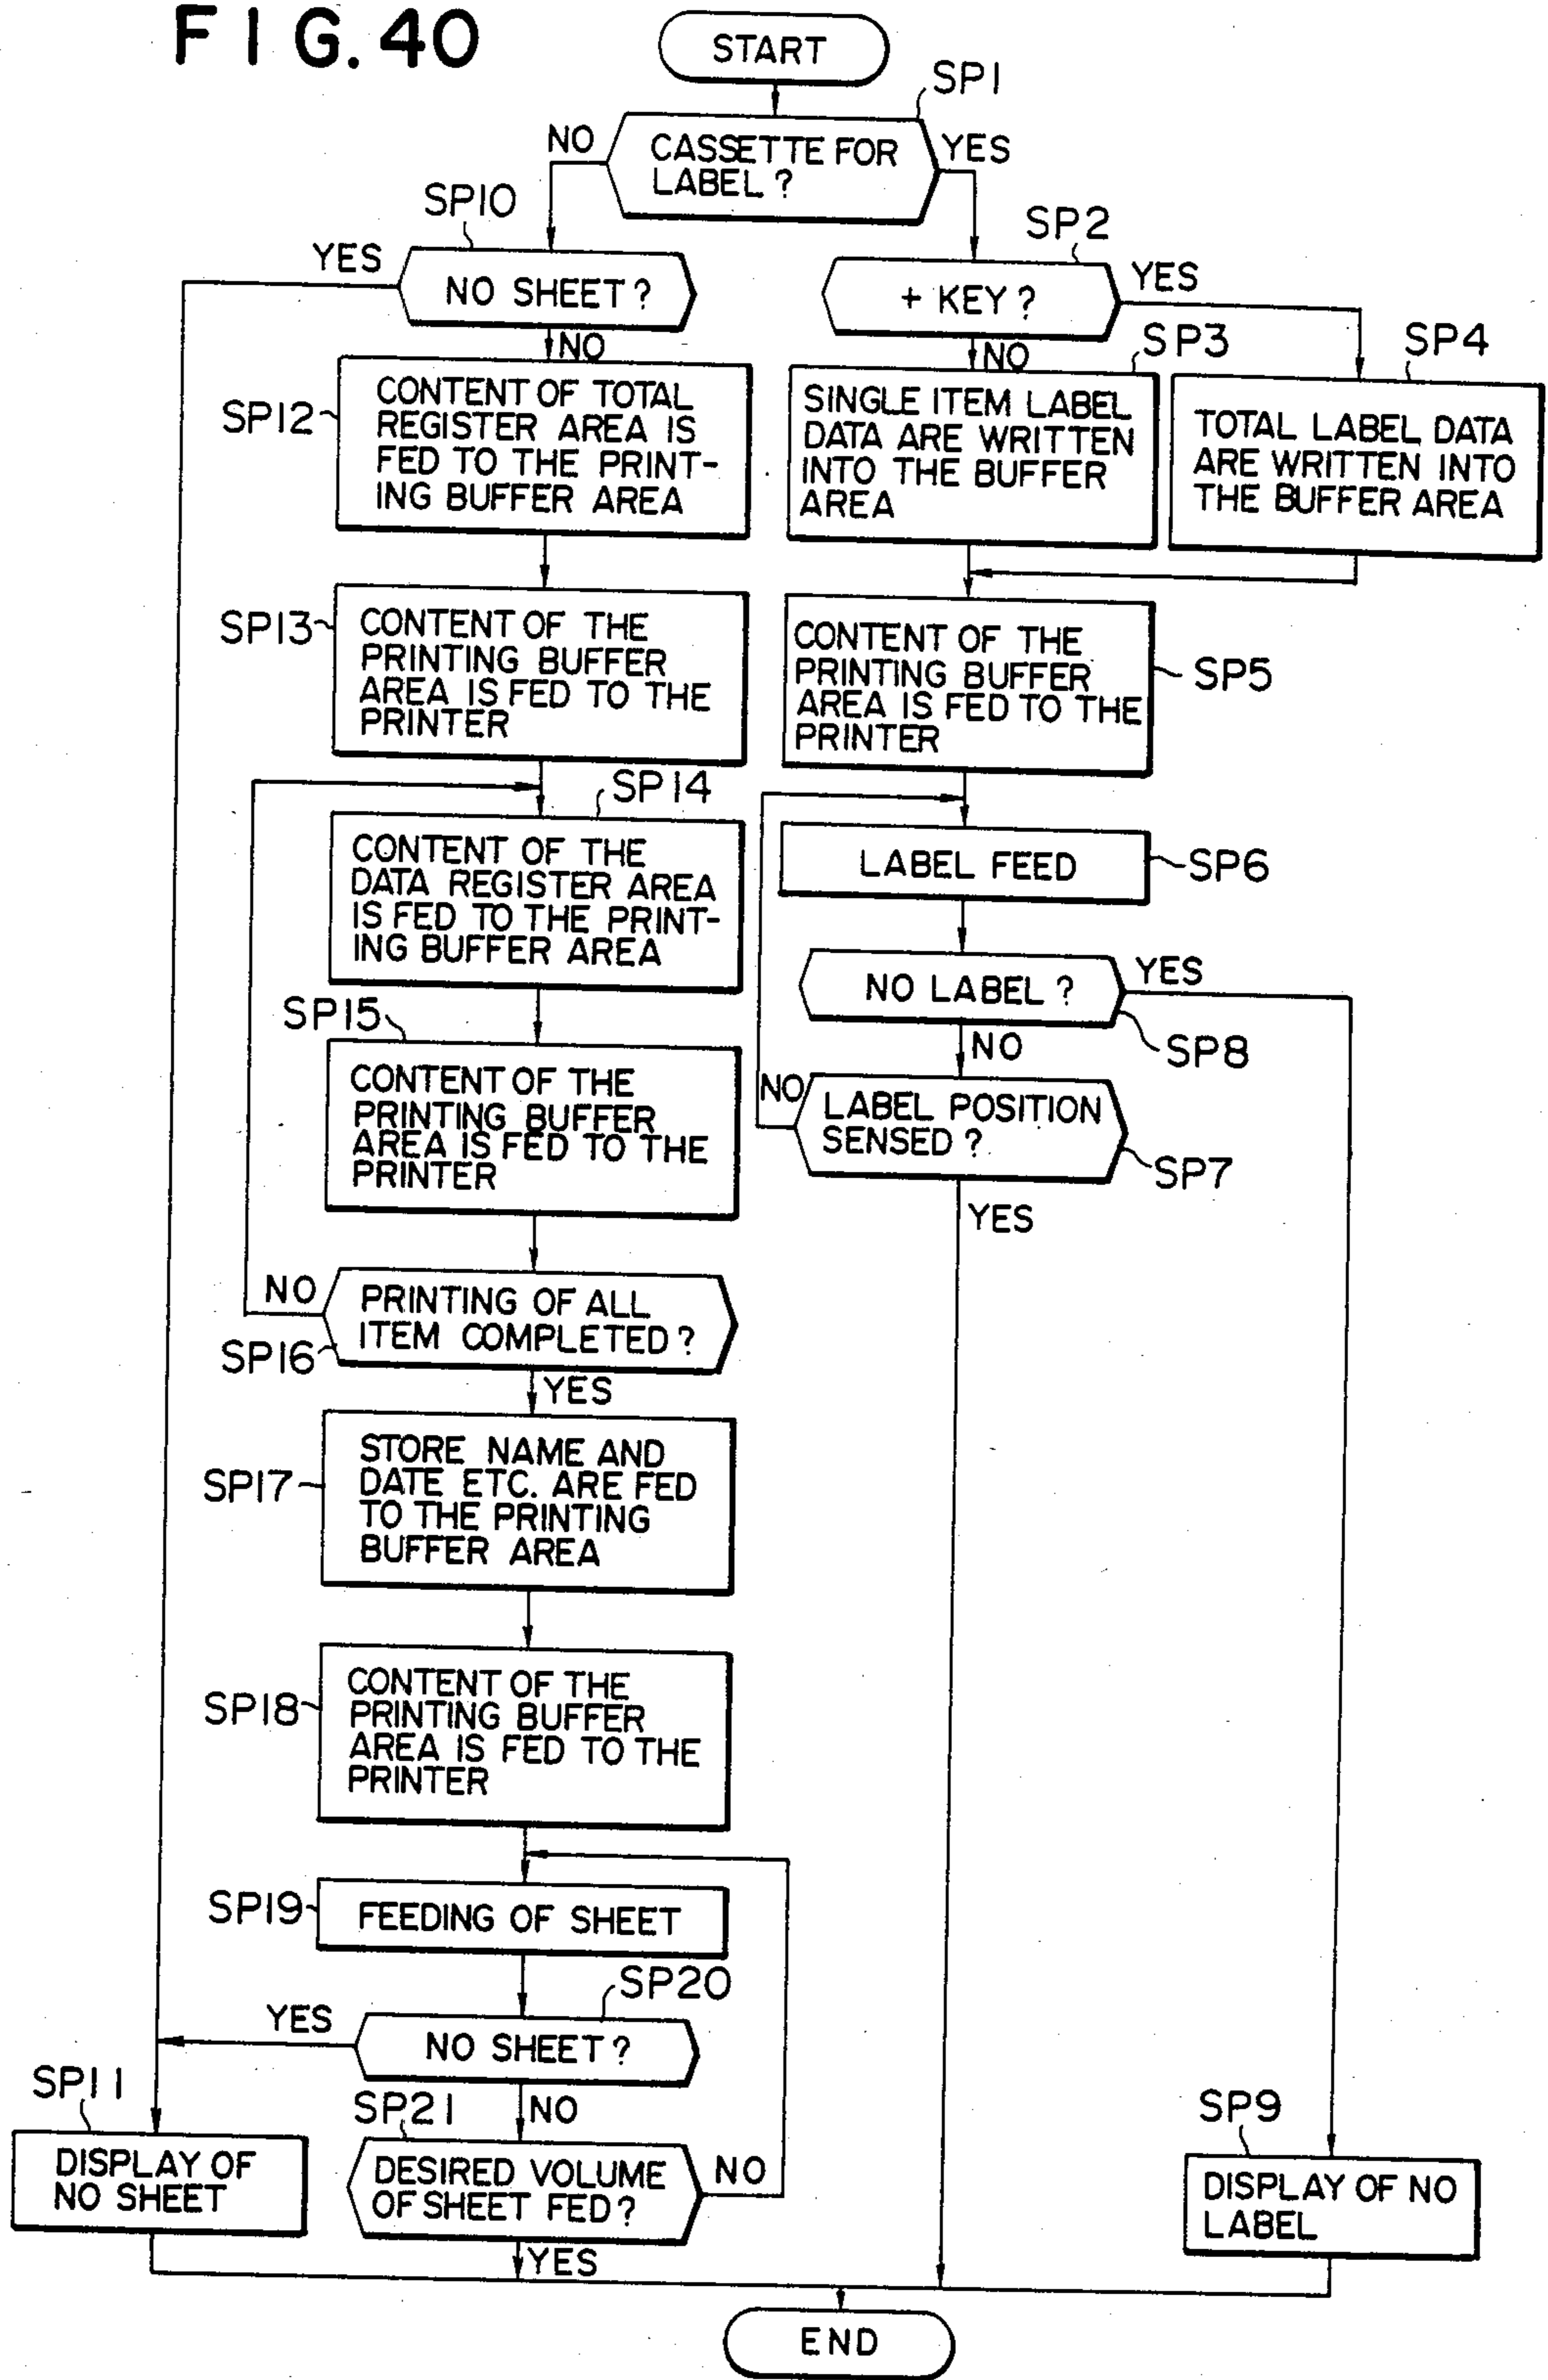 FIG. 40
START
SP1
CASSETTE FOR
LABEL?
NO
YES
SP10
NO SHEET?
YES
NO
SP2
+ KEY?
YES
NO
SP12
CONTENT OF TOTAL
REGISTER AREA IS
FED TO THE PRINT-
ING BUFFER AREA
SP3
SINGLE ITEM LABEL
DATA ARE WRITTEN
INTO THE BUFFER
AREA
SP4
TOTAL LABEL DATA
ARE WRITTEN INTO
THE BUFFER AREA
SP13
CONTENT OF THE
PRINTING BUFFER
AREA IS FED TO THE
PRINTER
CONTENT OF THE
PRINTING BUFFER
AREA IS FED TO THE
PRINTER
SP5
SP14
CONTENT OF THE
DATA REGISTER AREA
IS FED TO THE PRINT-
ING BUFFER AREA
LABEL FEED
SP6
NO LABEL?
YES
SP8
NO
SP15
CONTENT OF THE
PRINTING BUFFER
AREA IS FED TO THE
PRINTER
NO
LABEL POSITION
SENSED?
SP7
YES
NO
PRINTING OF ALL
ITEM COMPLETED?
SP16
YES
SP17
STORE NAME AND
DATE ETC. ARE FED
TO THE PRINTING
BUFFER AREA
SP18
CONTENT OF THE
PRINTING BUFFER
AREA IS FED TO THE
PRINTER
SP19
FEEDING OF SHEET
SP20
YES
NO SHEET?
NO
SP11
DISPLAY OF
NO SHEET
SP21
DESIRED VOLUME
OF SHEET FED?
NO
YES
SP9
DISPLAY OF NO
LABEL
END